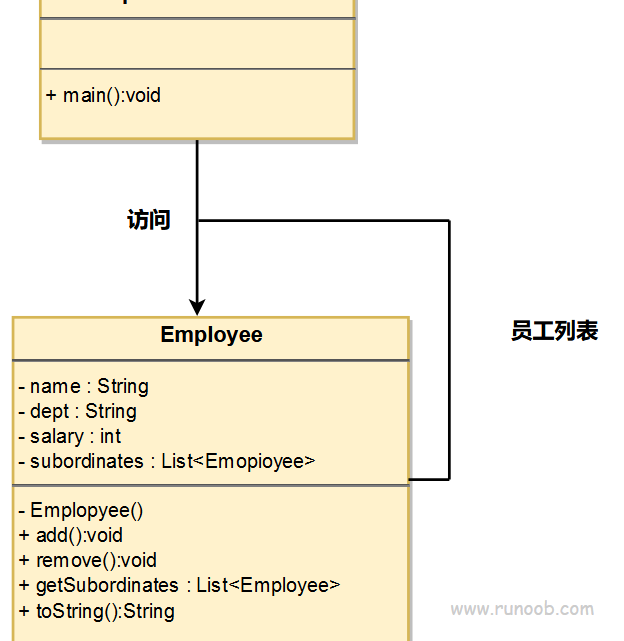 + main():void
访问
员工列表
Employee
- name : String
- dept : String
- salary : int
- subordinates : List<Emopioyee>
- Emplopyee()
+ add():void
+ remove():void
+ getSubordinates : List<Employee>
+ toString():String
www.runoob.com